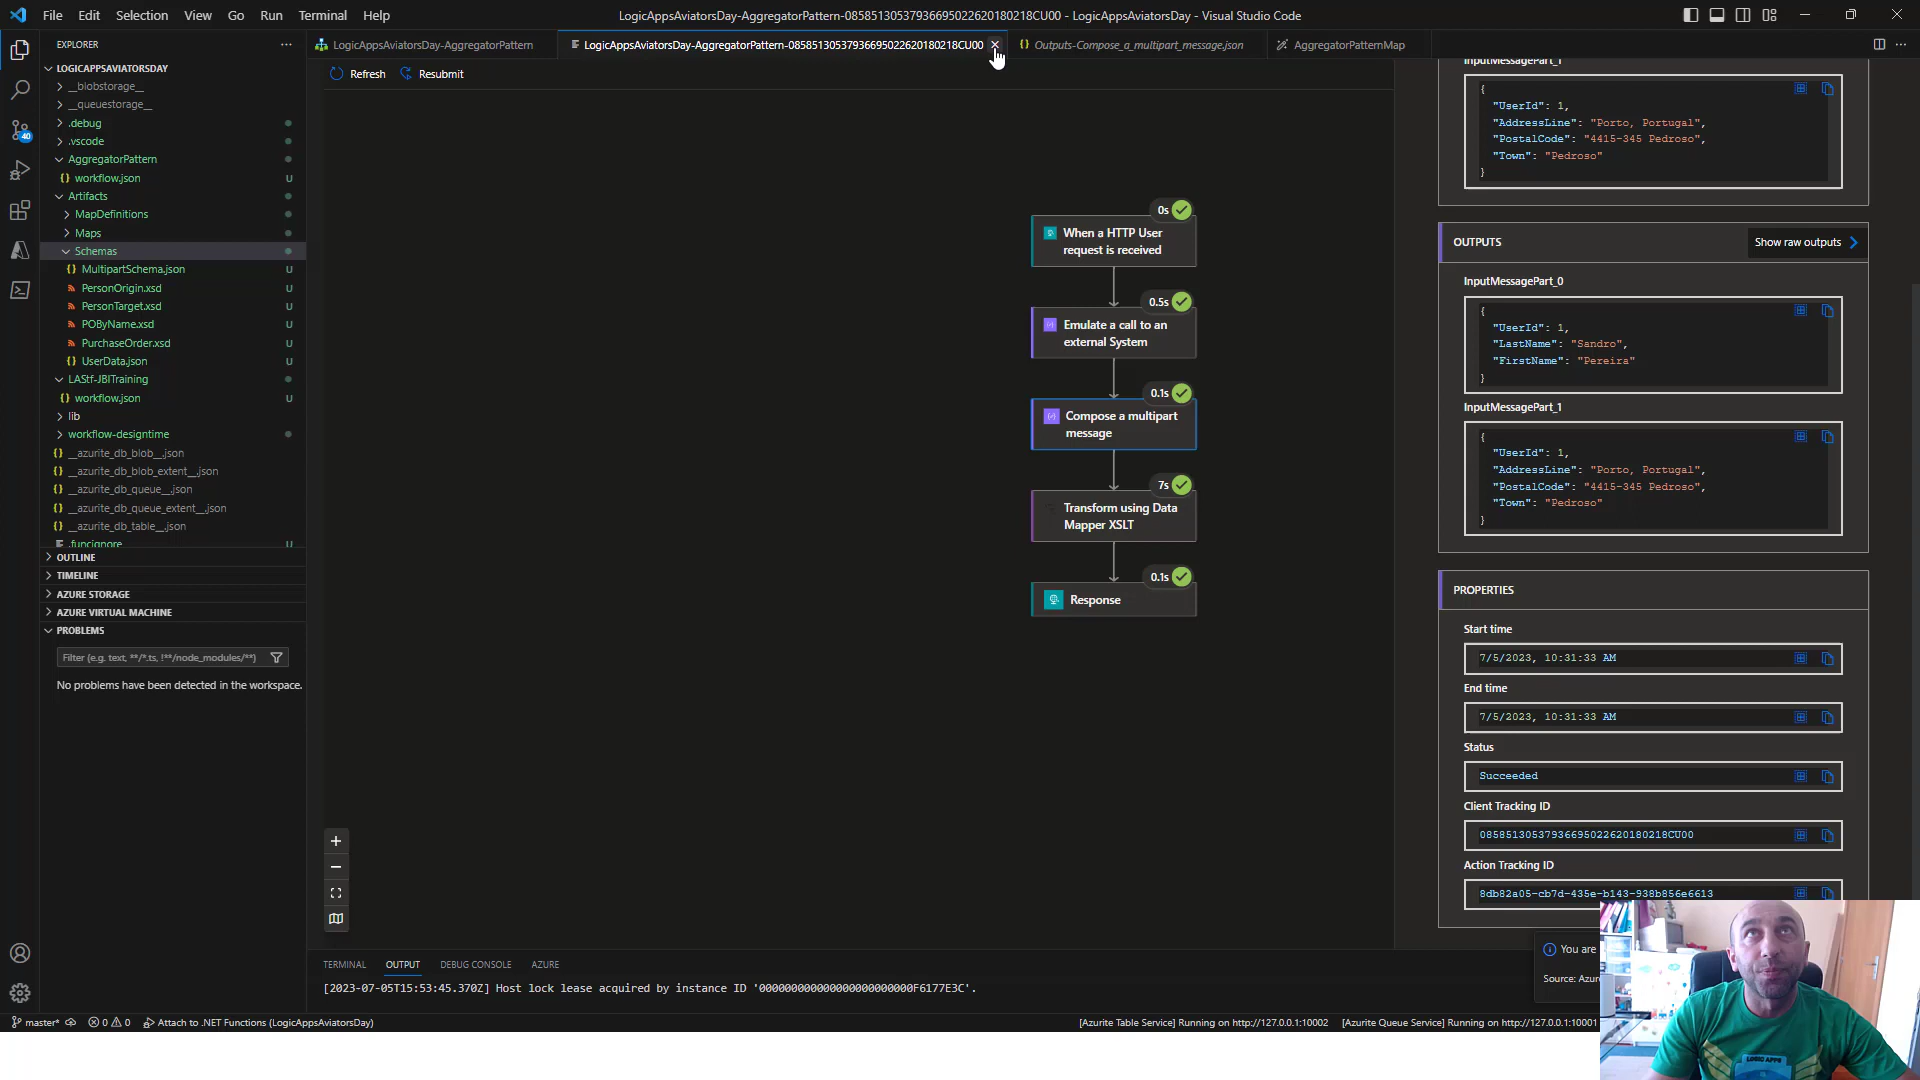 File Edit Selection View Go Run Terminal Help
LogicAppsAviatorsDay-AggregatorPattern-08585130537936695022620180218CU00 - LogicAppsAviatorsDay - Visual Studio Code
EXPLORER
LogicAppsAviatorsDay-AggregatorPattern
LogicAppsAviatorsDay-AggregatorPattern-08585130537936695022620180218CU00
Outputs-Compose_a_multipart_message.json
AggregatorPatternMap
Refresh
Resubmit
LOGICAPPSAVIATORSDAY
__blobstorage__
__queuestorage__
.debug
.vscode
AggregatorPattern
workflow.json U
Artifacts
MapDefinitions
Maps
Schemas
MultipartSchema.json U
PersonOrigin.xsd U
PersonTarget.xsd U
POByName.xsd U
PurchaseOrder.xsd U
UserData.json U
LAStf-JBITraining
workflow.json U
lib
workflow-designtime
__azurite_db_blob__.json
__azurite_db_blob_extent__.json
__azurite_db_queue__.json
__azurite_db_queue_extent__.json
__azurite_db_table__.json
.funcignore U
OUTLINE
TIMELINE
AZURE STORAGE
AZURE VIRTUAL MACHINE
PROBLEMS
Filter (e.g. text, **/*.ts, !**/node_modules/**)
No problems have been detected in the workspace.
40
0s
When a HTTP User
request is received
0.5s
Emulate a call to an
external System
0.1s
Compose a multipart
message
7s
Transform using Data
Mapper XSLT
0.1s
Response
InputMessagePart_1
{
"UserId": 1,
"AddressLine": "Porto, Portugal",
"PostalCode": "4415-345 Pedroso",
"Town": "Pedroso"
}
OUTPUTS
Show raw outputs
InputMessagePart_0
{
"UserId": 1,
"LastName": "Sandro",
"FirstName": "Pereira"
}
InputMessagePart_1
{
"UserId": 1,
"AddressLine": "Porto, Portugal",
"PostalCode": "4415-345 Pedroso",
"Town": "Pedroso"
}
PROPERTIES
Start time
7/5/2023, 10:31:33 AM
End time
7/5/2023, 10:31:33 AM
Status
Succeeded
Client Tracking ID
08585130537936695022620180218CU00
Action Tracking ID
8db82a05-cb7d-435e-b143-938b856e6613
You are
Source: Azur
TERMINAL OUTPUT DEBUG CONSOLE AZURE
[2023-07-05T15:53:45.370Z] Host lock lease acquired by instance ID '000000000000000000000000F6177E3C'.
master* 0 0 Attach to .NET Functions (LogicAppsAviatorsDay)
[Azurite Table Service] Running on http://127.0.0.1:10002 [Azurite Queue Service] Running on http://127.0.0.1:10001
LOGIC APPS